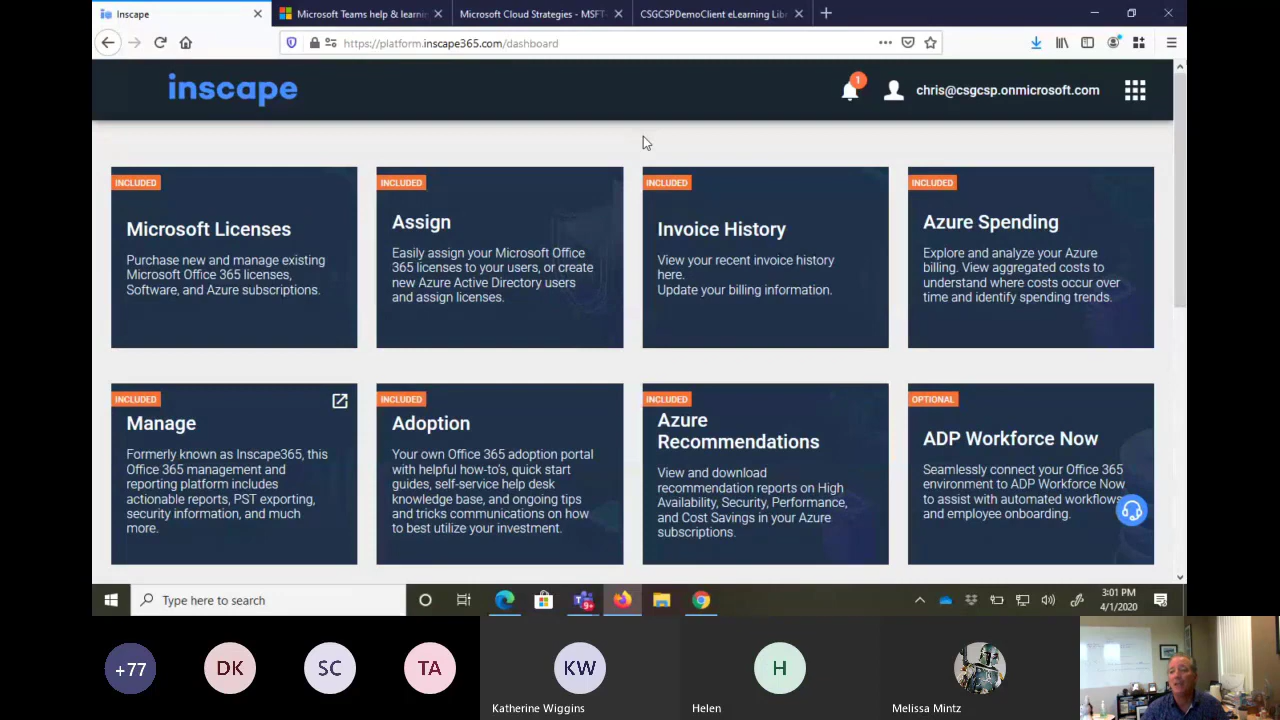 Inscape
Microsoft Teams help & learnin
Microsoft Cloud Strategies - MSFT-
CSGCSPDemoClient eLearning Libr
https://platform.inscape365.com/dashboard
inscape
1
chris@csgcsp.onmicrosoft.com
INCLUDED
Microsoft Licenses
Purchase new and manage existing
Microsoft Office 365 licenses,
Software, and Azure subscriptions.
INCLUDED
Assign
Easily assign your Microsoft Office
365 licenses to your users, or create
new Azure Active Directory users
and assign licenses.
INCLUDED
Invoice History
View your recent invoice history
here.
Update your billing information.
INCLUDED
Azure Spending
Explore and analyze your Azure
billing. View aggregated costs to
understand where costs occur over
time and identify spending trends.
INCLUDED
Manage
Formerly known as Inscape365, this
Office 365 management and
reporting platform includes
actionable reports, PST exporting,
security information, and much
more.
INCLUDED
Adoption
Your own Office 365 adoption portal
with helpful how-to's, quick start
guides, self-service help desk
knowledge base, and ongoing tips
and tricks communications on how
to best utilize your investment.
INCLUDED
Azure
Recommendations
View and download
recommendation reports on High
Availability, Security, Performance,
and Cost Savings in your Azure
subscriptions.
OPTIONAL
ADP Workforce Now
Seamlessly connect your Office 365
environment to ADP Workforce Now
to assist with automated workflows
and employee onboarding.
Type here to search
9+
3:01 PM
4/1/2020
+77
DK
SC
TA
KW
H
Katherine Wiggins
Helen
Melissa Mintz